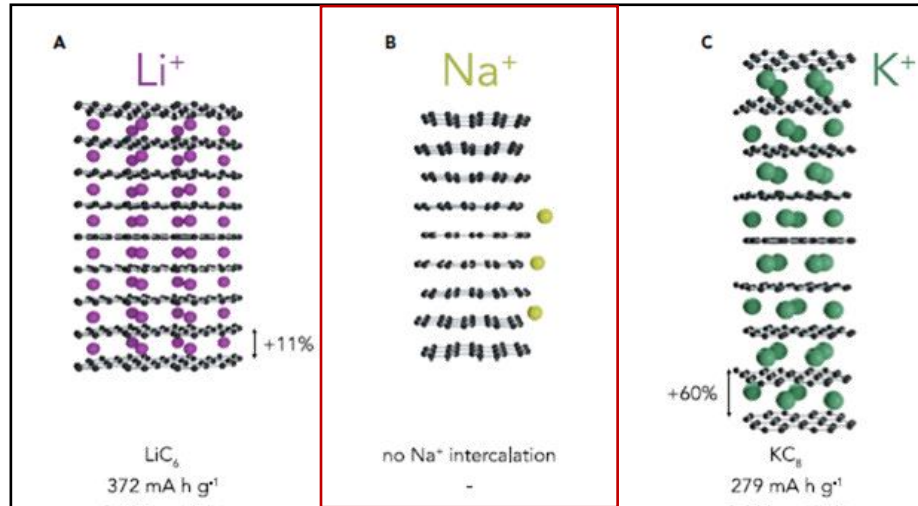 A
Li⁺
+11%
LiC₆
372 mA h g⁻¹
B
Na⁺
no Na⁺ intercalation
-
C
K⁺
+60%
KC₈
279 mA h g⁻¹